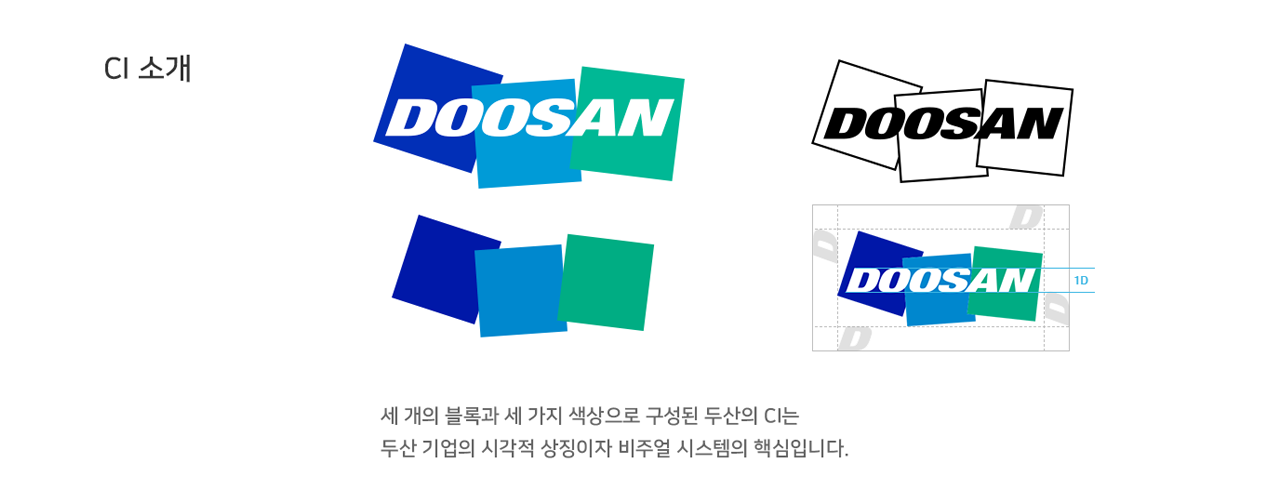 CI 소개
DOOSAN
DOOSAN
DOOSAN
D
D
D
D
1D
세 개의 블록과 세 가지 색상으로 구성된 두산의 CI는
두산 기업의 시각적 상징이자 비주얼 시스템의 핵심입니다.